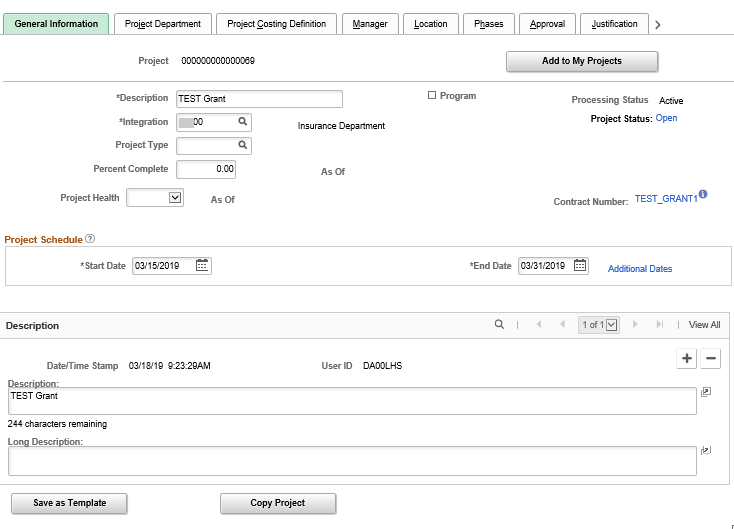 General Information Project Department Project Costing Definition Manager Location Phases Approval Justification
Project 000000000000069 Add to My Projects
*Description TEST Grant Program Processing Status Active
*Integration 00 Insurance Department Project Status: Open
Project Type
Percent Complete 0.00 As Of
Project Health As Of Contract Number: TEST_GRANT1
Project Schedule
*Start Date 03/15/2019 *End Date 03/31/2019 Additional Dates
Description 1 of 1 View All
Date/Time Stamp 03/18/19 9:23:29AM User ID DA00LHS
Description:
TEST Grant
244 characters remaining
Long Description:
Save as Template Copy Project